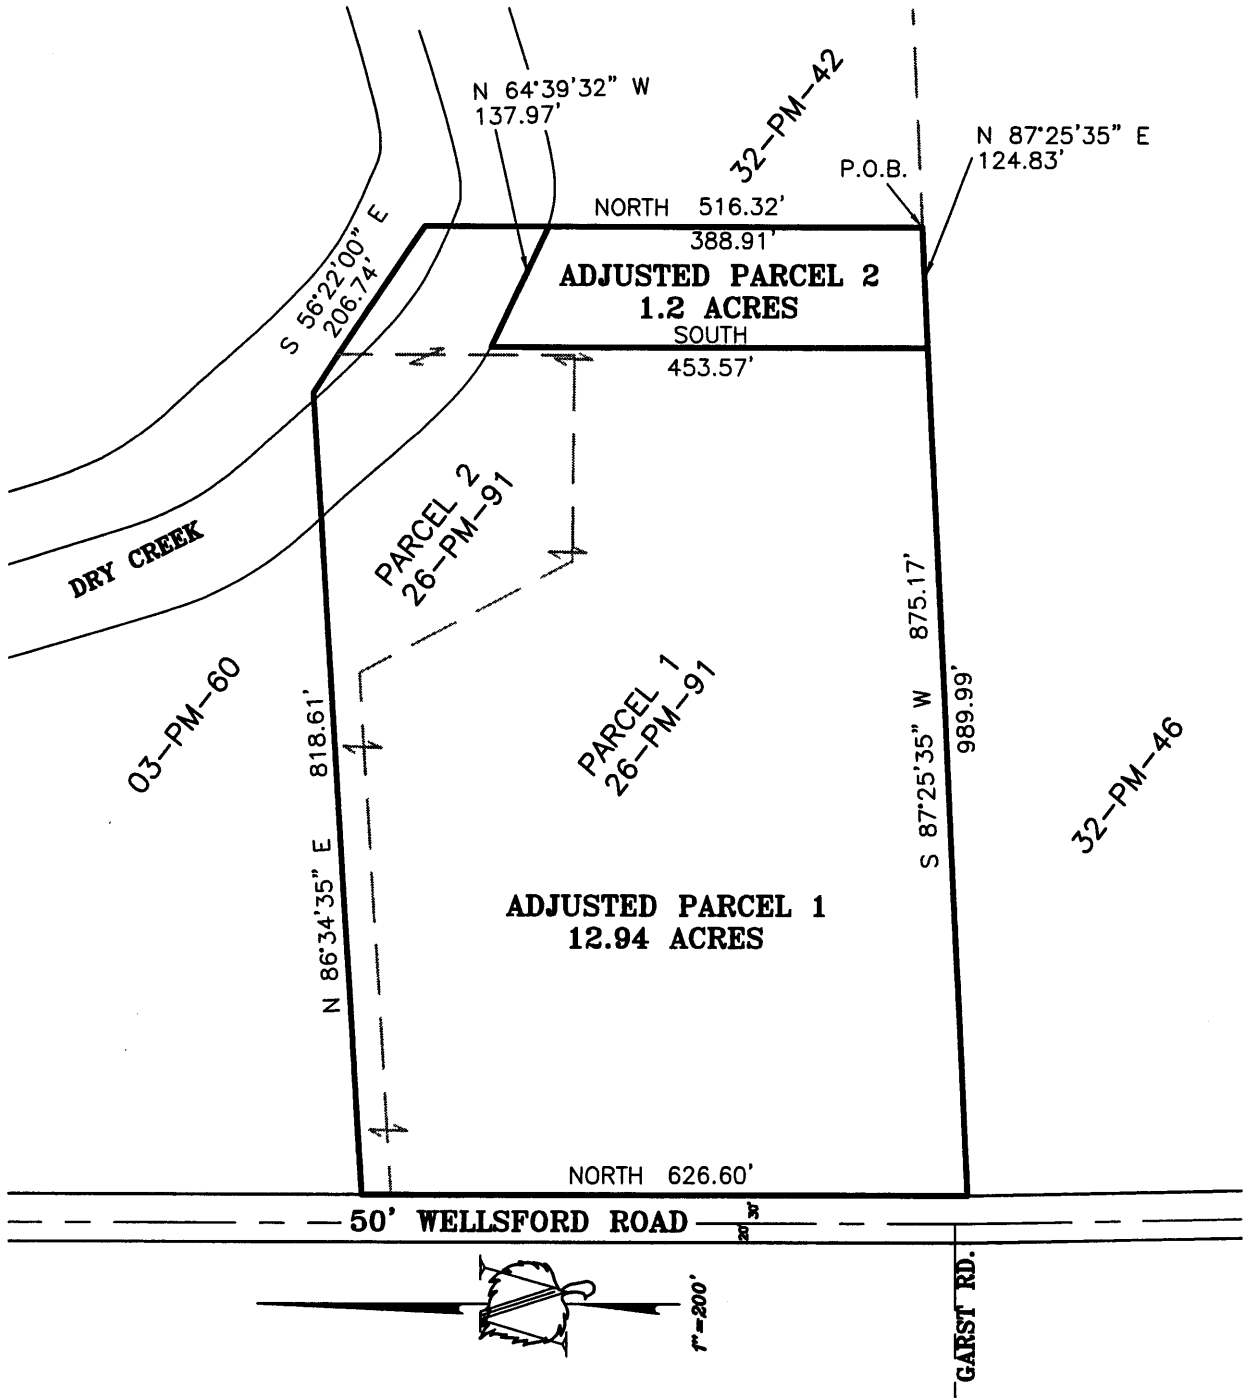 N 64°39'32" W
137.97'
32-PM-42
N 87°25'35" E
124.83'
P.O.B.
NORTH 516.32'
388.91'
S 56°22'00" E
206.74'
ADJUSTED PARCEL 2
1.2 ACRES
SOUTH
453.57'
PARCEL 2
26-PM-91
DRY CREEK
03-PM-60
818.61'
N 86°34'35" E
PARCEL 1
26-PM-91
S 87°25'35" W 875.17'
989.99'
32-PM-46
ADJUSTED PARCEL 1
12.94 ACRES
NORTH 626.60'
50' WELLSFORD ROAD
20' 30'
1"=200'
GARST RD.